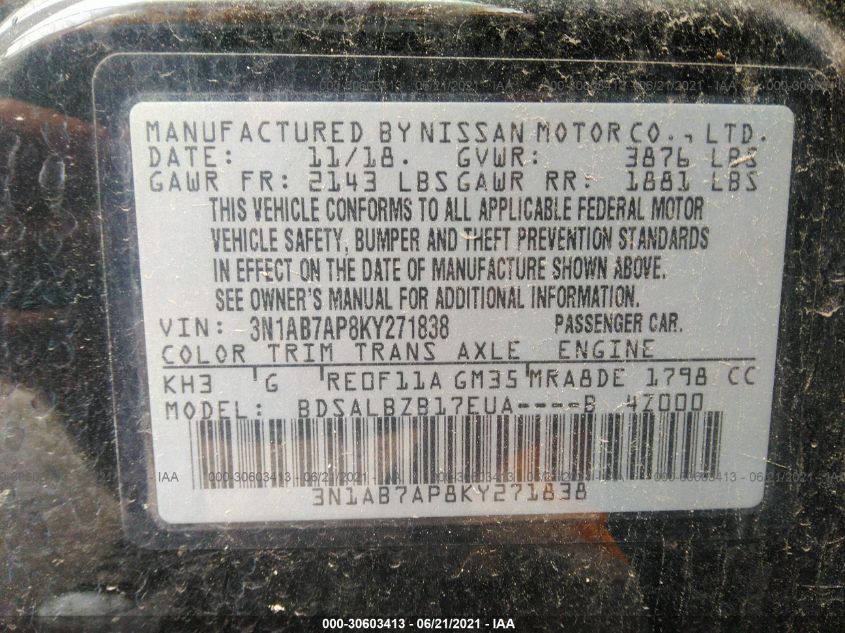 MANUFACTURED BY NISSAN MOTOR CO., LTD.
DATE: 11/18. GVWR: 3876 LBS
GAWR FR: 2143 LBS GAWR RR: 1881 LBS
THIS VEHICLE CONFORMS TO ALL APPLICABLE FEDERAL MOTOR
VEHICLE SAFETY, BUMPER AND THEFT PREVENTION STANDARDS
IN EFFECT ON THE DATE OF MANUFACTURE SHOWN ABOVE.
SEE OWNER'S MANUAL FOR ADDITIONAL INFORMATION.
VIN: 3N1AB7AP8KY271838 PASSENGER CAR.
COLOR TRIM TRANS AXLE ENGINE
KH3 G RE0F11A GM35 MRA8DE 1798 CC
MODEL: BDSALBZB17EUA----B 4Z000
IAA 000-30603413 - 06/21/2021 - IAA
3N1AB7AP8KY271838
000-30603413 - 06/21/2021 - IAA